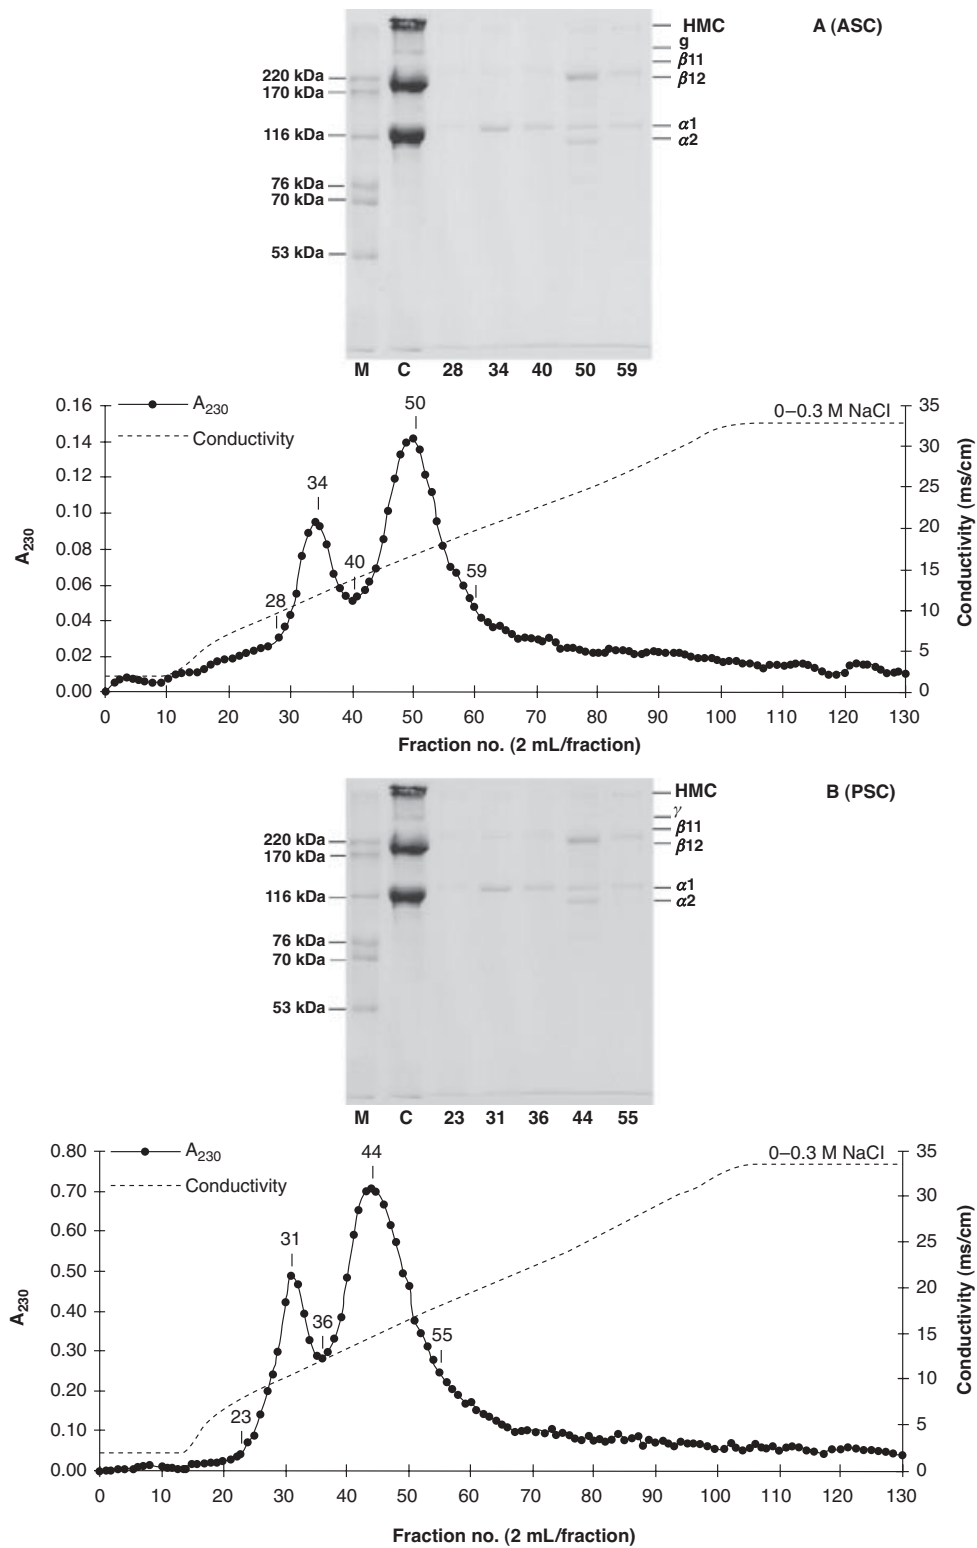 HMC
A (ASC)
g
β11
220 kDa
β12
170 kDa
α1
116 kDa
α2
76 kDa
70 kDa
53 kDa
M C 28 34 40 50 59
0.16
A230
50
0–0.3 M NaCl
35
0.14
Conductivity
30
0.12
34
25
0.10
20
0.08
40
59
15
0.06
28
10
0.04
5
0.02
0.00
0
A230
Conductivity (ms/cm)
0 10 20 30 40 50 60 70 80 90 100 110 120 130
Fraction no. (2 mL/fraction)
HMC
B (PSC)
γ
β11
220 kDa
β12
170 kDa
α1
116 kDa
α2
76 kDa
70 kDa
53 kDa
M C 23 31 36 44 55
0.80
A230
44
0–0.3 M NaCl
35
0.70
Conductivity
30
0.60
31
25
0.50
20
0.40
36
55
15
0.30
10
0.20
23
5
0.10
0.00
0
A230
Conductivity (ms/cm)
0 10 20 30 40 50 60 70 80 90 100 110 120 130
Fraction no. (2 mL/fraction)